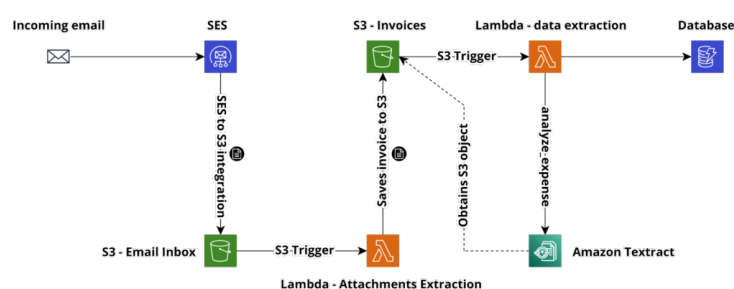 Incoming email
SES
S3 - Invoices
Lambda - data extraction
Database
S3 Trigger
SES to S3
integration
Saves invoice to S3
Obtains S3 object
analyze_expense
S3 - Email Inbox
S3 Trigger
Amazon Textract
Lambda - Attachments Extraction